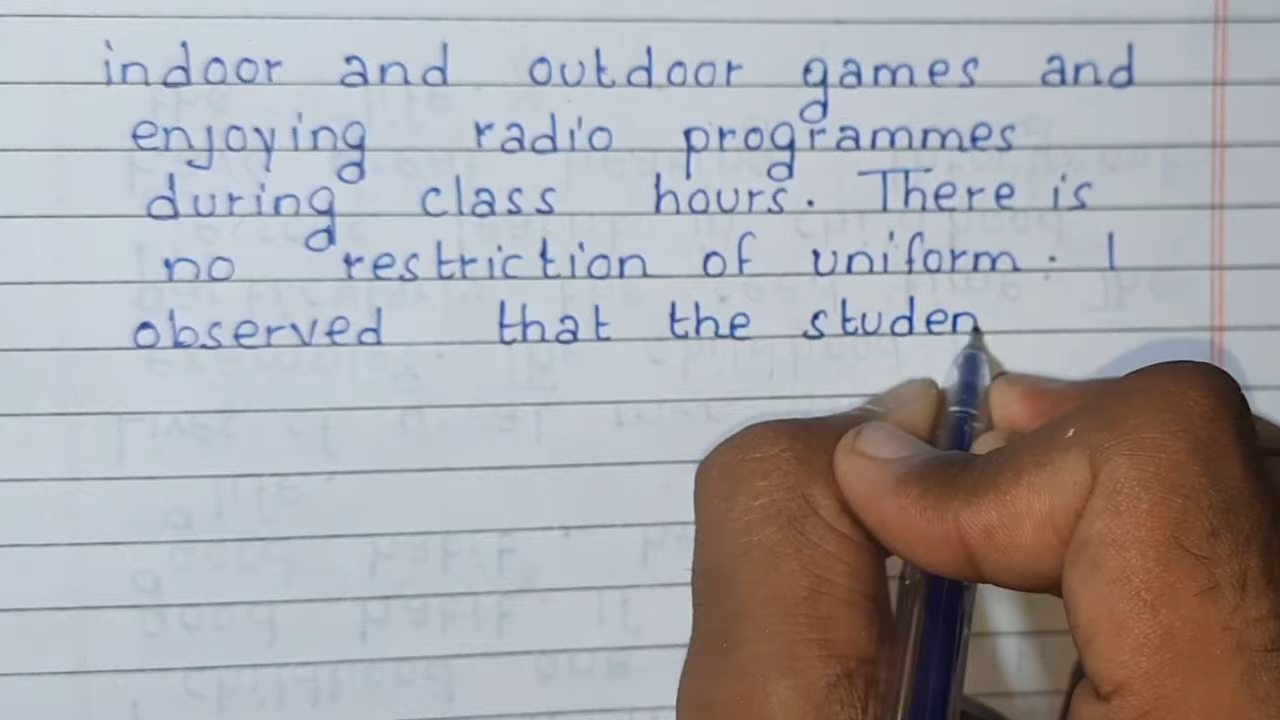 indoor and outdoor games and
enjoying radio programmes
during class hours. There is
no restriction of uniform. I
observed that the studen